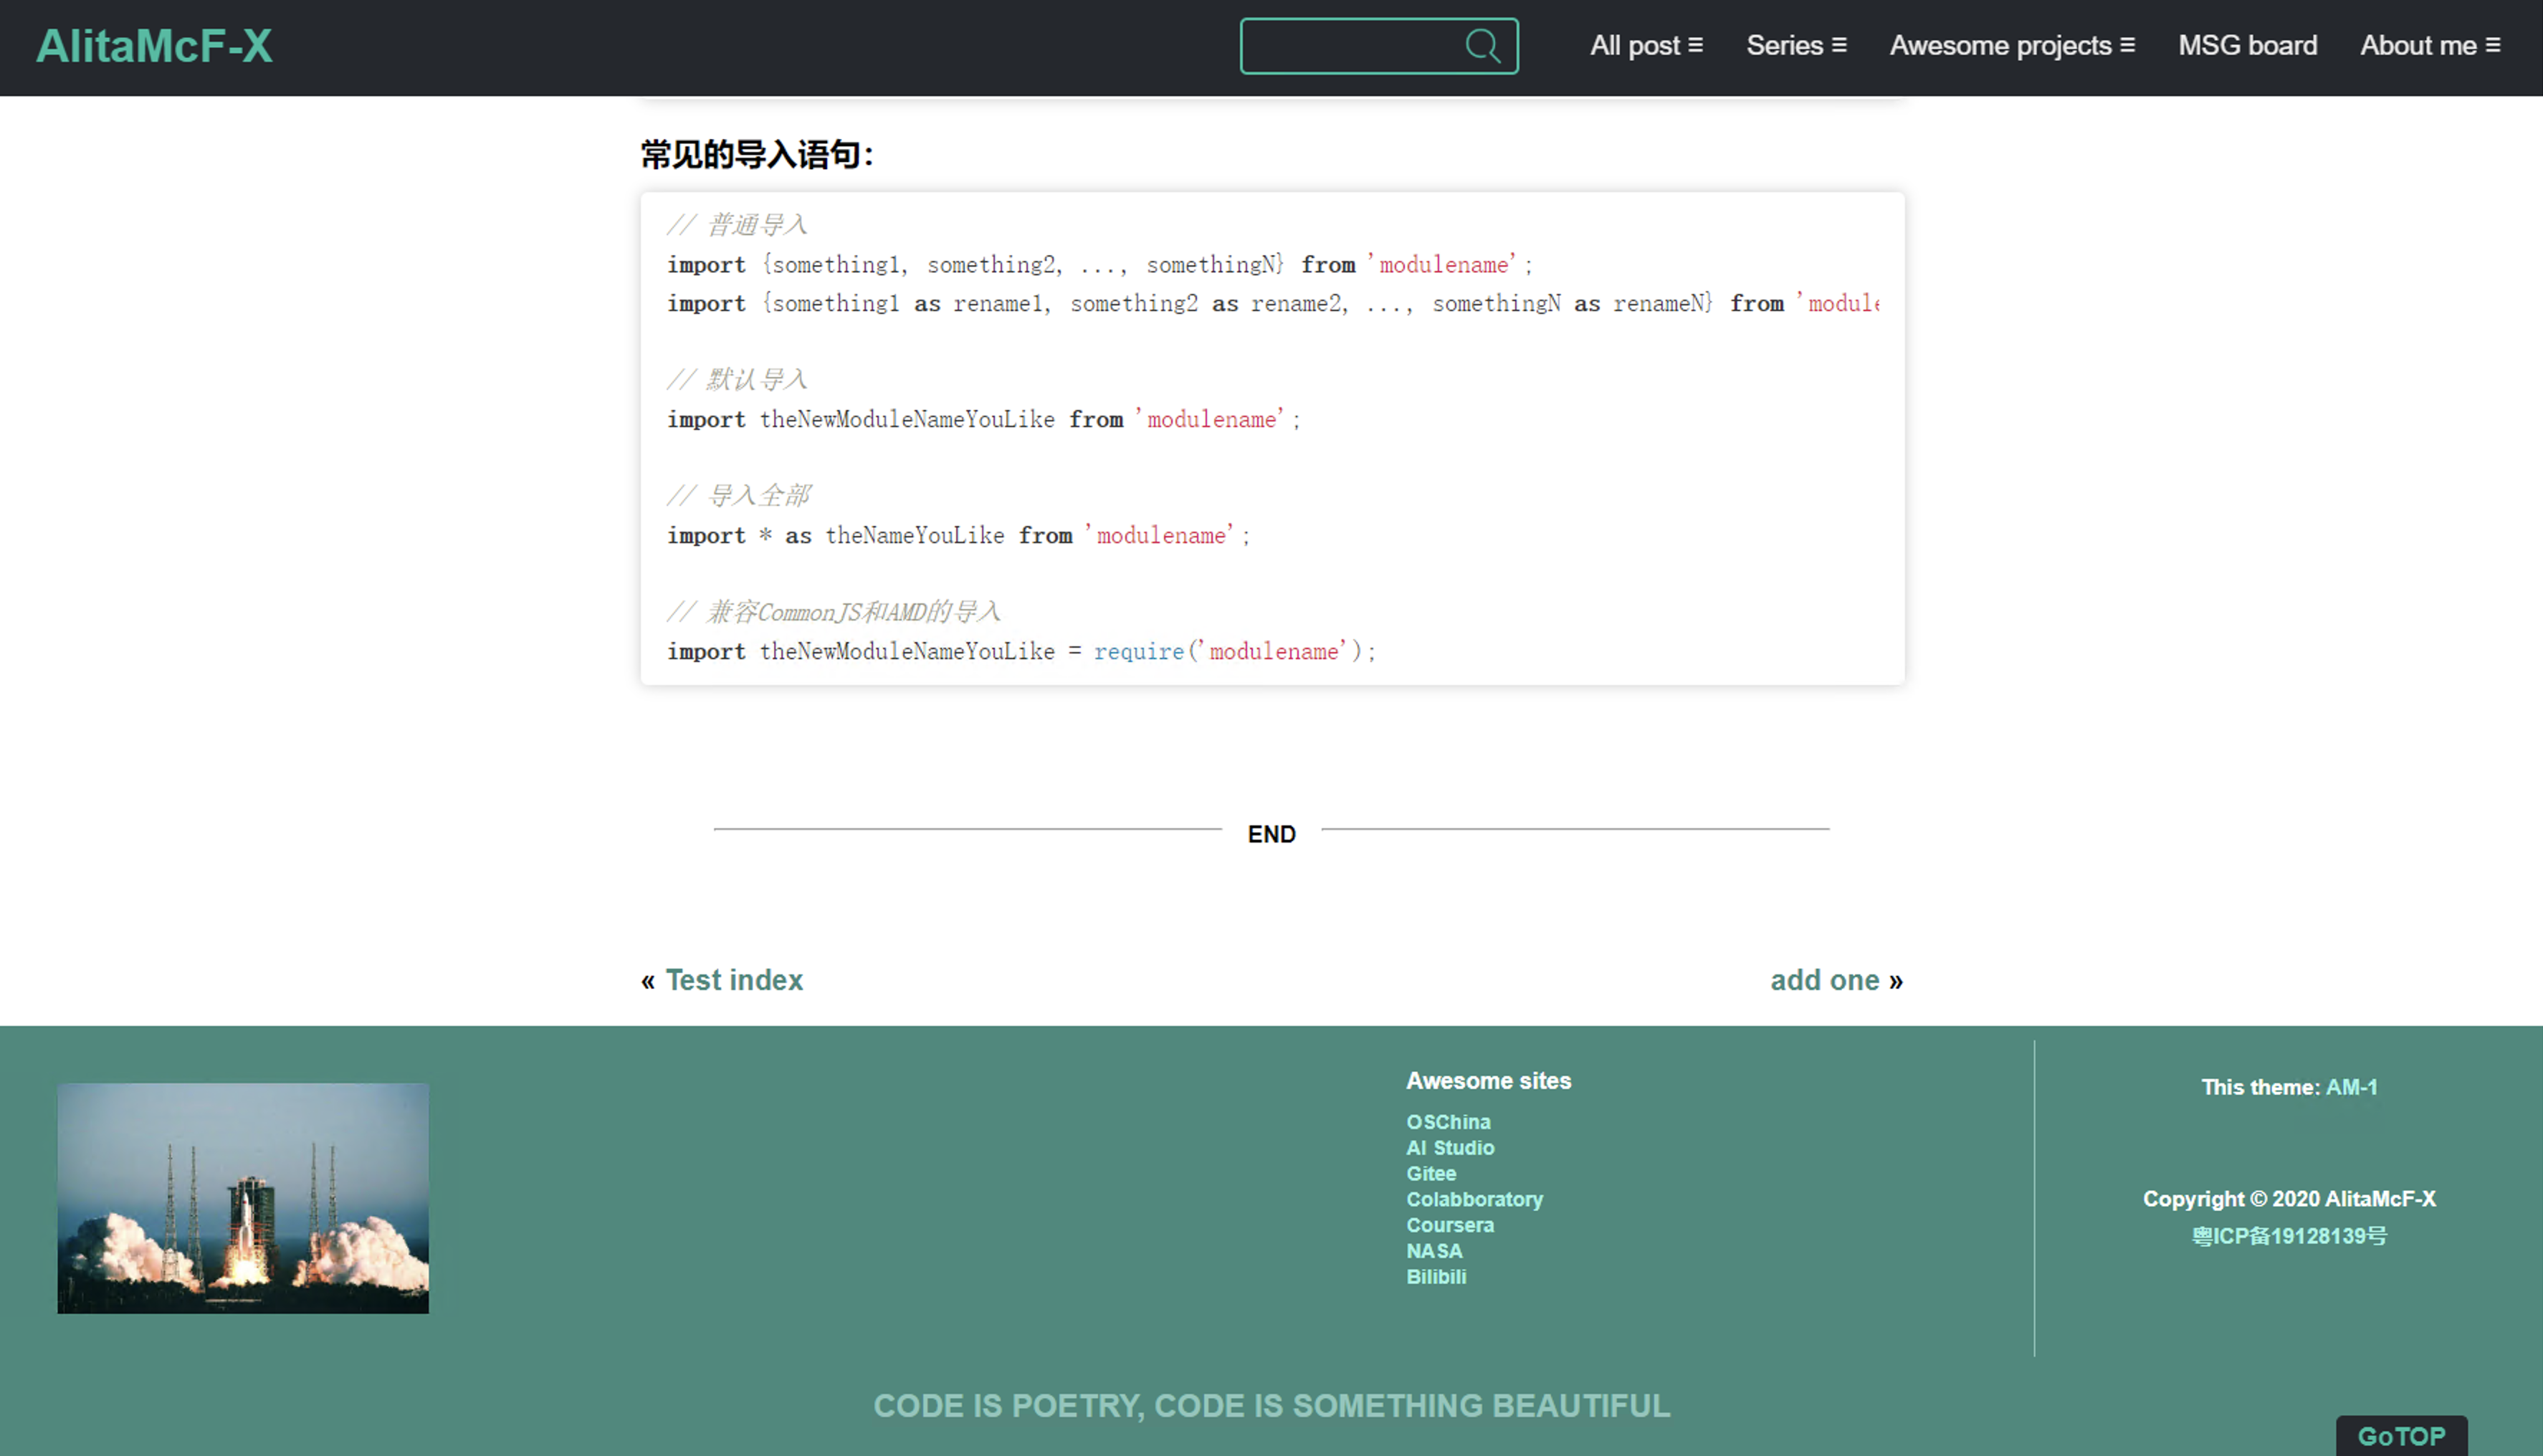 AlitaMcF-X
All post ≡ Series ≡ Awesome projects ≡ MSG board About me ≡
常见的导入语句：
// 普通导入
import {something1, something2, ..., somethingN} from 'modulename';
import {something1 as rename1, something2 as rename2, ..., somethingN as renameN} from 'module
// 默认导入
import theNewModuleNameYouLike from 'modulename';
// 导入全部
import * as theNameYouLike from 'modulename';
// 兼容CommonJS和AMD的导入
import theNewModuleNameYouLike = require('modulename');
END
« Test index
add one »
Awesome sites
OSChina
AI Studio
Gitee
Colabboratory
Coursera
NASA
Bilibili
This theme: AM-1
Copyright © 2020 AlitaMcF-X
粤ICP备19128139号
CODE IS POETRY, CODE IS SOMETHING BEAUTIFUL
GoTOP